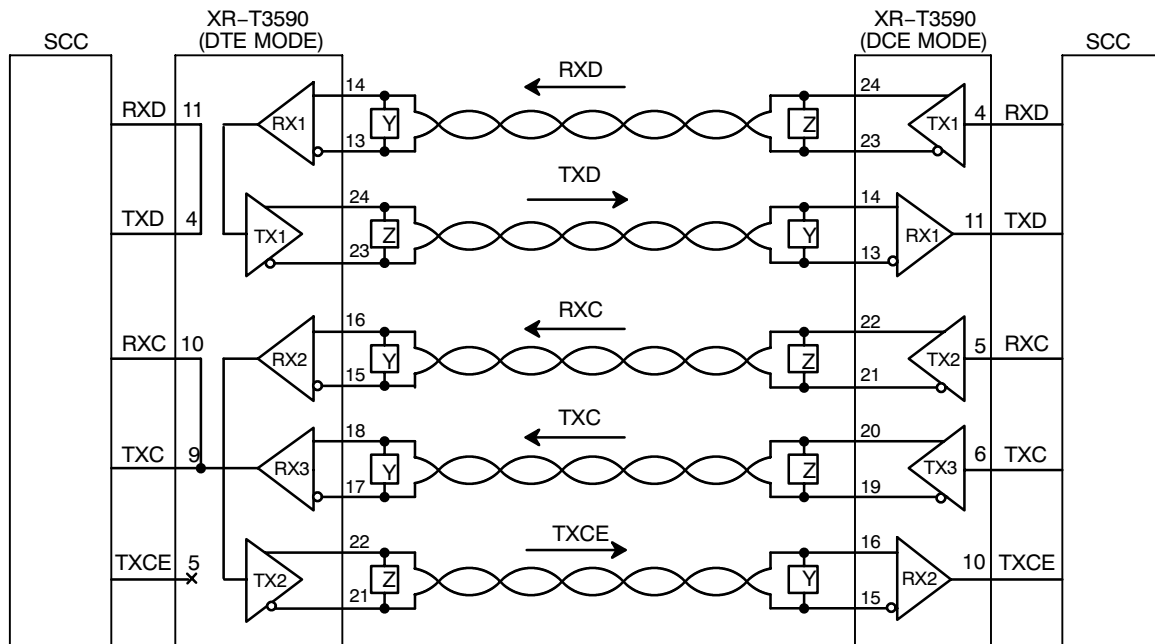 XR–T3590
(DTE MODE)
XR–T3590
(DCE MODE)
SCC
SCC
RXD 11
RX1
14
13
Y
RXD
Z
24
23
TX1
4 RXD
TXD 4
TX1
24
23
Z
TXD
Y
14
13
RX1
11 TXD
RXC 10
RX2
16
15
Y
RXC
Z
22
21
TX2
5 RXC
TXC 9
RX3
18
17
Y
TXC
Z
20
19
TX3
6 TXC
TXCE 5
TX2
22
21
Z
TXCE
Y
16
15
RX2
10 TXCE